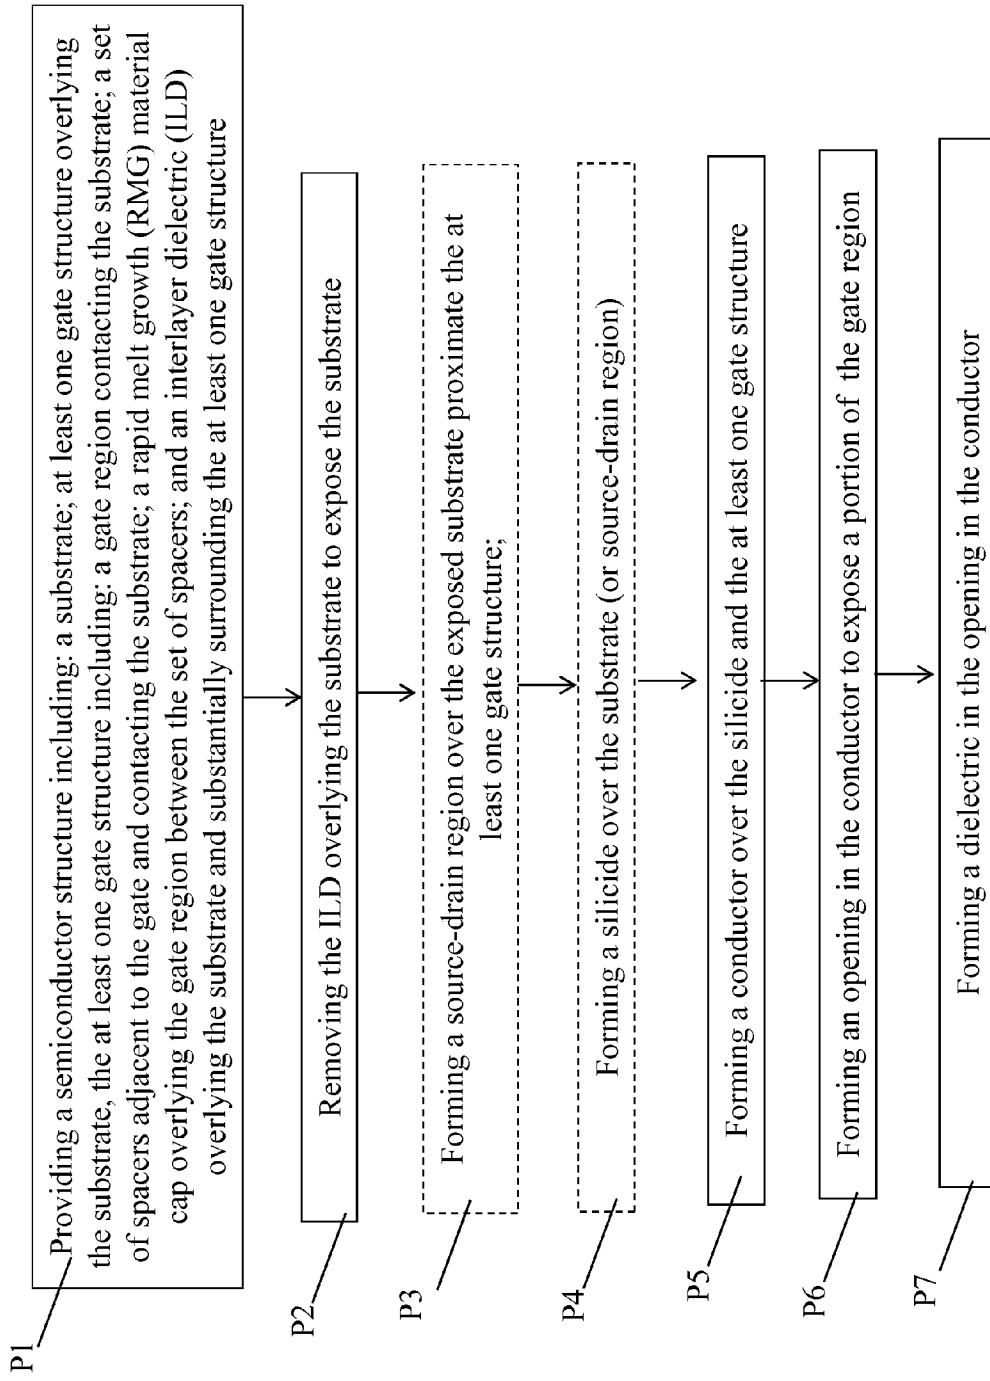 P1
Providing a semiconductor structure including: a substrate; at least one gate structure overlying
the substrate, the at least one gate structure including: a gate region contacting the substrate; a set
of spacers adjacent to the gate and contacting the substrate; a rapid melt growth (RMG) material
cap overlying the gate region between the set of spacers; and an interlayer dielectric (ILD)
overlying the substrate and substantially surrounding the at least one gate structure
P2
Removing the ILD overlying the substrate to expose the substrate
P3
Forming a source-drain region over the exposed substrate proximate the at
least one gate structure;
P4
Forming a silicide over the substrate (or source-drain region)
P5
Forming a conductor over the silicide and the at least one gate structure
P6
Forming an opening in the conductor to expose a portion of the gate region
P7
Forming a dielectric in the opening in the conductor